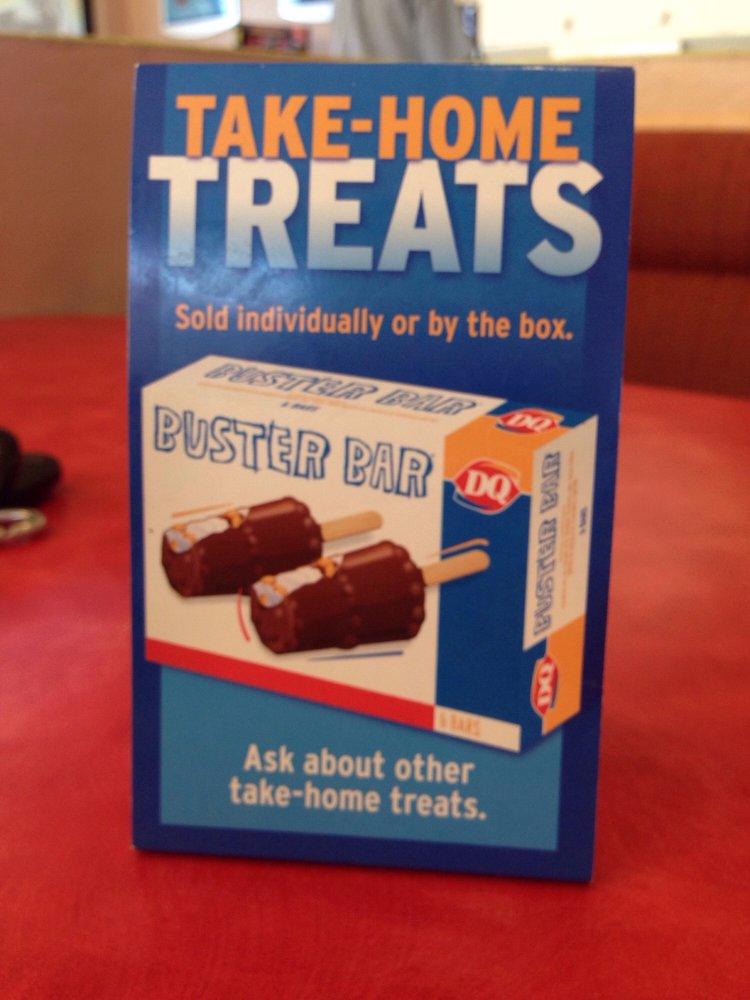 TAKE-HOME
TREATS
Sold individually or by the box.
BUSTER BAR
DQ
BUSTER BAR
DQ
BUSTER BAR
DQ
6 BARS
Ask about other
take-home treats.